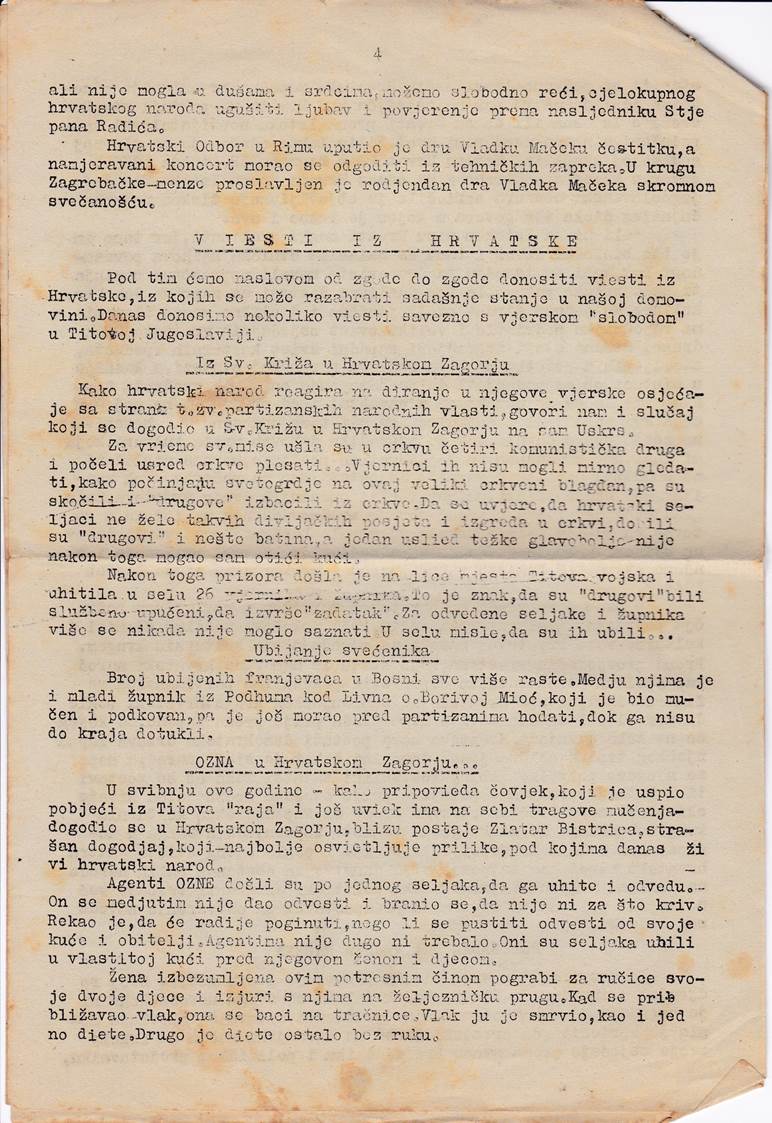 4
ali nije mogla u dušama i srdcima,možemo slobodno reći,cjelokupnog
hrvatskog naroda ugušiti ljubav i povjerenje prema nasljedniku Stje
pana Radića.
Hrvatski Odbor u Rimu uputio je dru Vladku Mačeku čestitku,a
namjeravani koncert morao se odgoditi iz tehničkih zapreka.U krugu
Zagrebačke-menze proslavljen je rodjendan dra Vladka Mačeka skromnom
svečanošću.
VIESTI IZ HRVATSKE
Pod tim ćemo naslovom od zgode do zgode donositi viesti iz
Hrvatske,iz kojih se može razabrati sadašnje stanje u našoj domo-
vini.Danas donosimo nekoliko viesti savezno s vjerskom "slobodom"
u Titovoj Jugoslaviji.
Iz Sv. Križa u Hrvatskom Zagorju
Kako hrvatski narod reagira na diranje u njegove vjerske osjeća-
je sa strane t.zv.partizanskih narodnih vlasti,govori nam i slučaj
koji se dogodio u Sv.Križu u Hrvatskom Zagorju na sam Uskrs.
Za vrieme sv.mise ušla su u crkvu četiri komunistička druga
i počeli usred crkve plesati...Vjernici ih nisu mogli mirno gleda-
ti,kako počinjaju svetogrdje na ovaj veliki crkveni blagdan,pa su
skočili i "drugove" izbacili iz crkve.Da se uvjere,da hrvatski se-
ljaci ne žele takvih divljačkih posjeta i izgreda u crkvi,dobili
su "drugovi" i nešto batina,a jedan uslied teške glavobolje nije
nakon toga mogao sam otići kući.
Nakon toga prizora došla je na lice mjesta Titova vojska i
uhitila u selu 26 vjernika i župnika.To je znak,da su "drugovi"bili
službeno upućeni,da izvrše"zadatak".Za odvedene seljake i župnika
više se nikada nije moglo saznati U selu misle,da su ih ubili...
Ubijanje svećenika
Broj ubijenih franjevaca u Bosni sve više raste.Medju njima je
i mladi župnik iz Podhuma kod Livna o.Borivoj Mioć,koji je bio mu-
čen i podkovan,pa je još morao pred partizanima hodati,dok ga nisu
do kraja dotukli.
OZNA u Hrvatskom Zagorju...
U svibnju ove godine - kako pripovieda čovjek,koji je uspio
pobjeći iz Titova "raja" i još uviek ima na sebi tragove mučenja-
dogodio se u Hrvatskom Zagorju,blizu postaje Zlatar Bistrica,stra-
šan dogodjaj,koji-najbolje osvietljuje prilike,pod kojima danas ži
vi hrvatski narod.
Agenti OZNE došli su po jednog seljaka,da ga uhite i odvedu.-
On se medjutim nije dao odvesti i branio se,da nije ni za što kriv.
Rekao je,da će radije poginuti,nego li se pustiti odvesti od svoje
kuće i obitelji.Agentima nije dugo ni trebalo.Oni su seljaka ubili
u vlastitoj kući pred njegovom ženom i djecom.
Žena izbezumljena ovim potresnim činom pograbi za ručice svo-
je dvoje djece i izjuri s njima na željezničku prugu.Kad se prib
bližavao vlak,ona se baci na tračnice.Vlak ju je smrvio,kao i jed
no diete.Drugo je diete ostalo bez ruku.